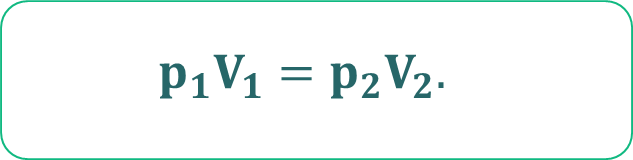 p₁V₁ = p₂V₂.